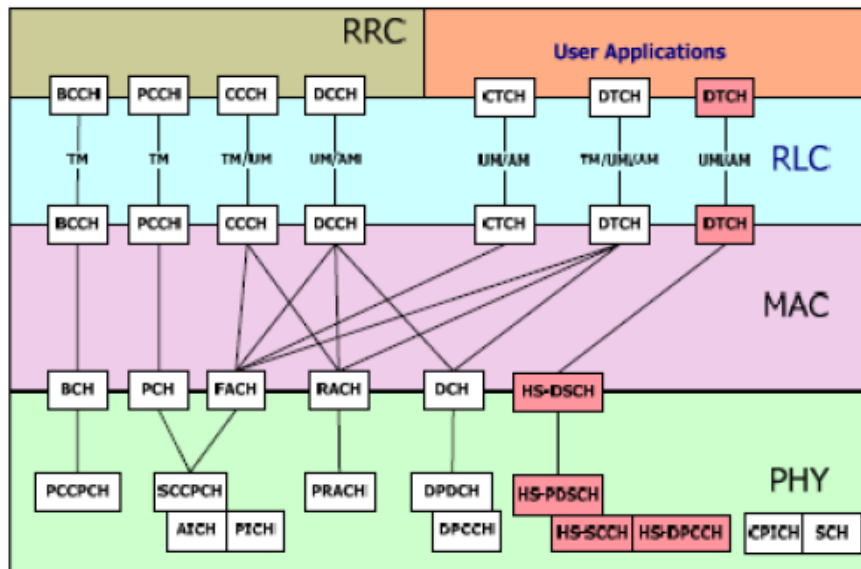 RRC
User Applications
BCCH PCCH CCCH DCCH CTCH DTCH DTCH
TM TM TM/UM UM/AM UM/AM TM/UM/AM UM/AM
RLC
BCCH PCCH CCCH DCCH CTCH DTCH DTCH
MAC
BCH PCH FACH RACH DCH HS-DSCH
PHY
PCCPCH SCCPCH PRACH DPDCH HS-PDSCH
AICH PICH DPCCH HS-SCCH HS-DPCCH CPICH SCH